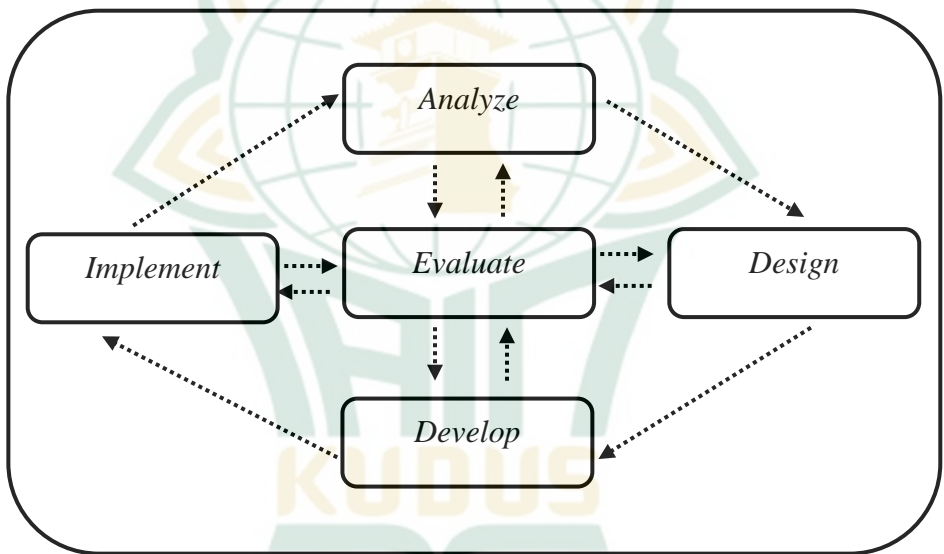 Analyze
Implement
Evaluate
Design
Develop
KUDUS